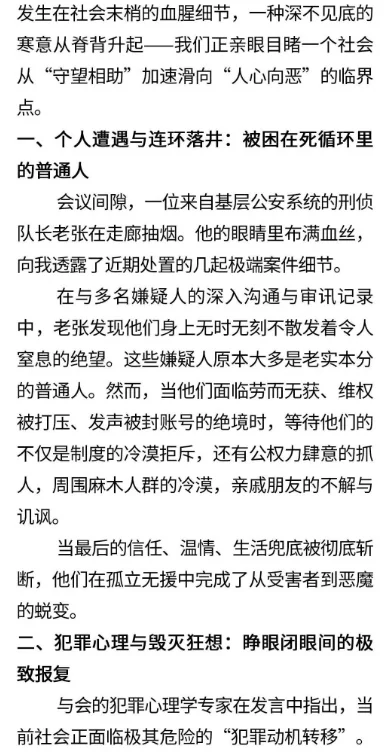 发生在社会末梢的血腥细节，一种深不见底的
寒意从脊背升起——我们正亲眼目睹一个社会
从“守望相助”加速滑向“人心向恶”的临界
点。
一、个人遭遇与连环落井：被困在死循环里
的普通人
会议间隙，一位来自基层公安系统的刑侦
队长老张在走廊抽烟。他的眼睛里布满血丝，
向我透露了近期处置的几起极端案件细节。
在与多名嫌疑人的深入沟通与审讯记录
中，老张发现他们身上无时无刻不散发着令人
窒息的绝望。这些嫌疑人原本大多是老实本分
的普通人。然而，当他们面临劳而无获、维权
被打压、发声被封账号的绝境时，等待他们的
不仅是制度的冷漠拒斥，还有公权力肆意的抓
人，周围麻木人群的冷漠，亲戚朋友的不解与
讥讽。
当最后的信任、温情、生活兜底被彻底斩
断，他们在孤立无援中完成了从受害者到恶魔
的蜕变。
二、犯罪心理与毁灭狂想：睁眼闭眼间的极
致报复
与会的犯罪心理学专家在发言中指出，当
前社会正面临极其危险的“犯罪动机转移”。